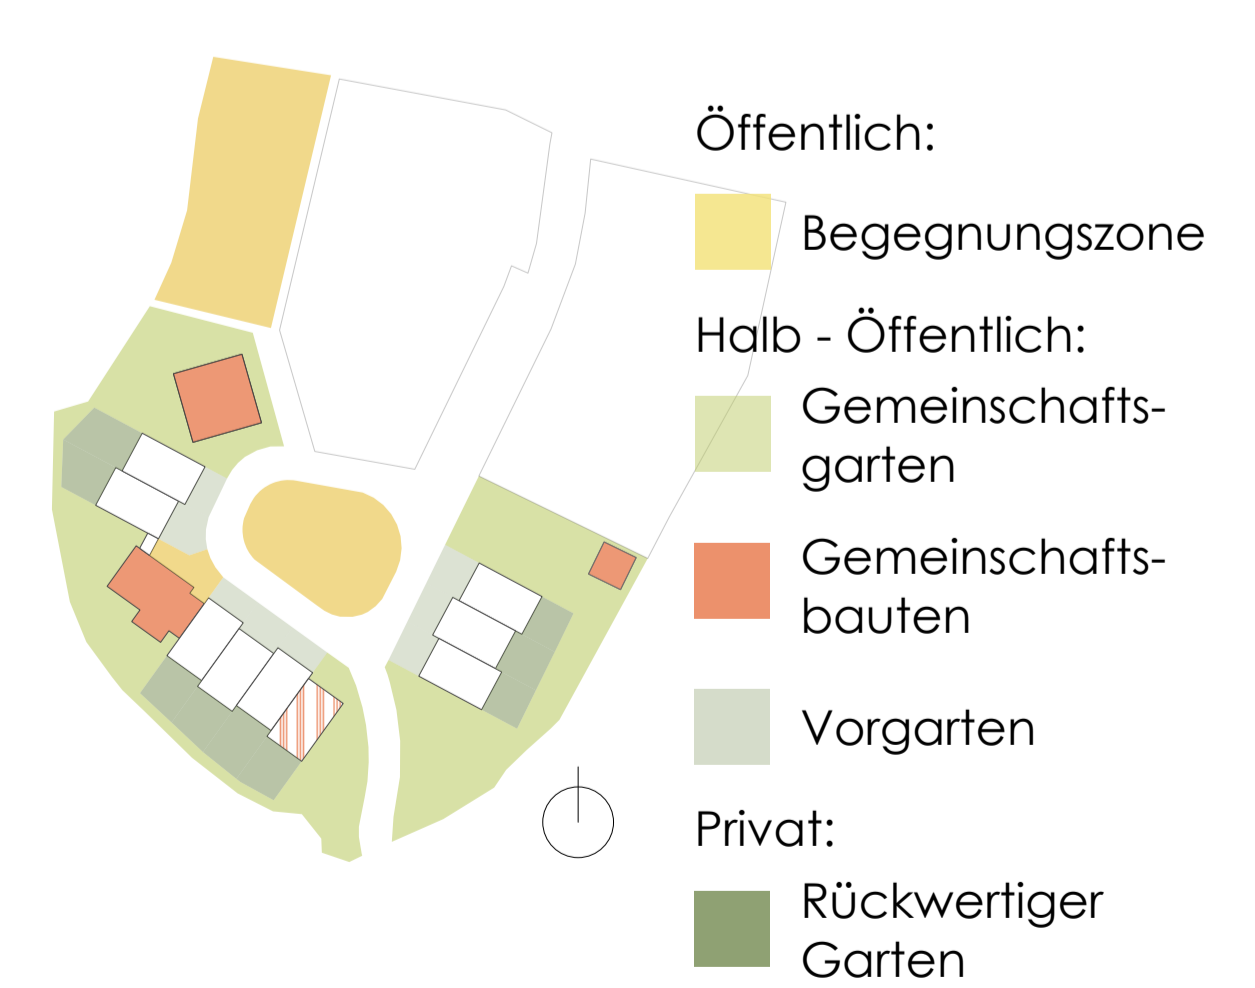 Öffentlich:
Begegnungszone
Halb - Öffentlich:
Gemeinschafts-
garten
Gemeinschafts-
bauten
Vorgarten
Privat:
Rückwertiger
Garten